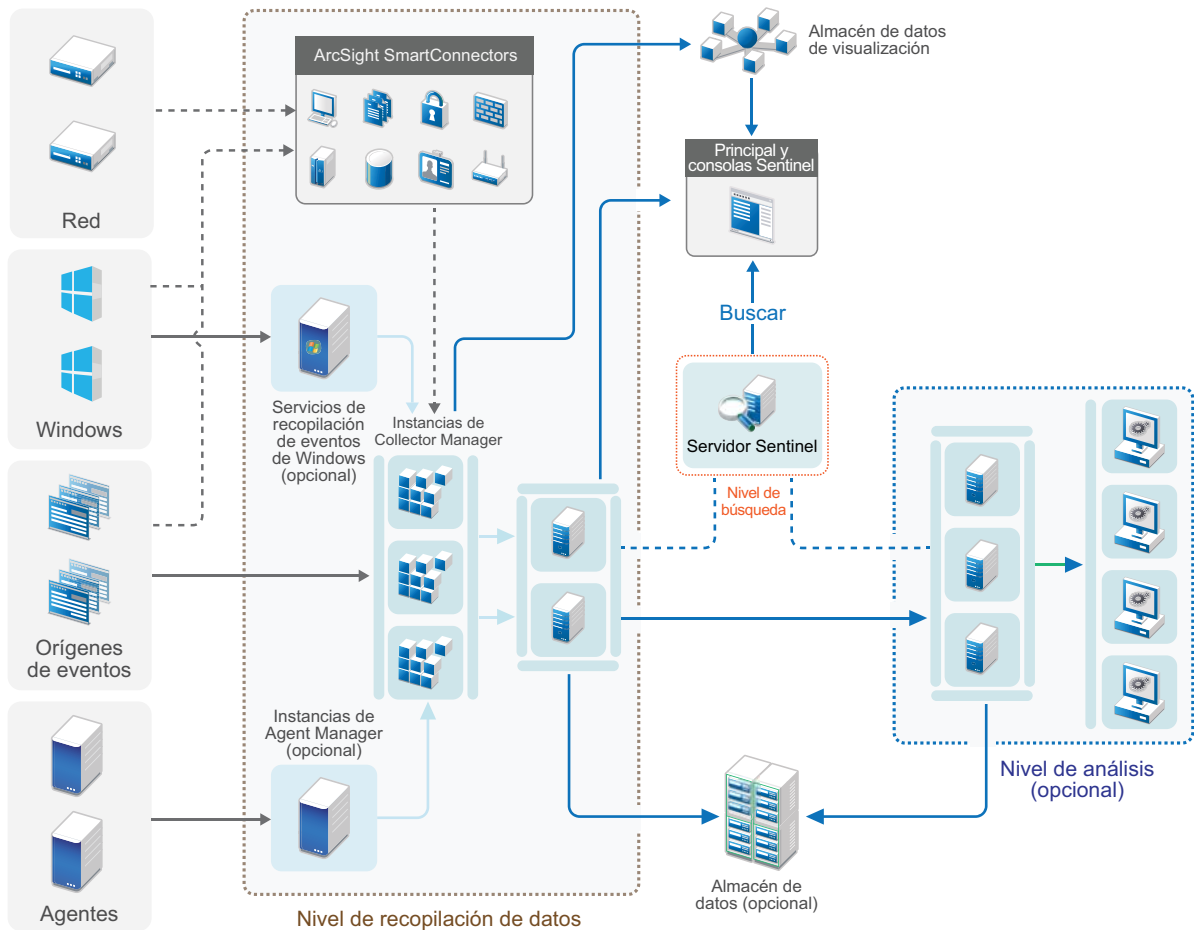 ArcSight SmartConnectors
Almacén de datos
de visualización
Red
Principal y
consolas Sentinel
Buscar
Windows
Servicios de
recopilación
de eventos
de Windows
(opcional)
Instancias de
Collector Manager
Servidor Sentinel
Nivel de
búsqueda
Orígenes
de eventos
Instancias de
Agent Manager
(opcional)
Nivel de análisis
(opcional)
Agentes
Almacén de
datos (opcional)
Nivel de recopilación de datos